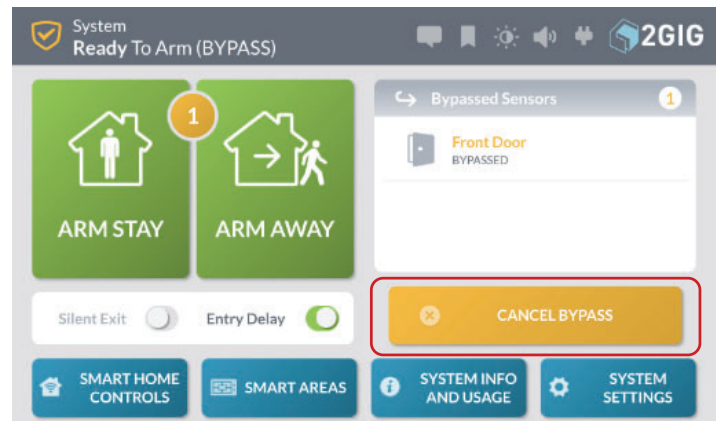 System
Ready To Arm (BYPASS)
2GIG
1
ARM STAY
ARM AWAY
Bypassed Sensors
1
Front Door
BYPASSED
Silent Exit
Entry Delay
CANCEL BYPASS
SMART HOME
CONTROLS
SMART AREAS
SYSTEM INFO
AND USAGE
SYSTEM
SETTINGS